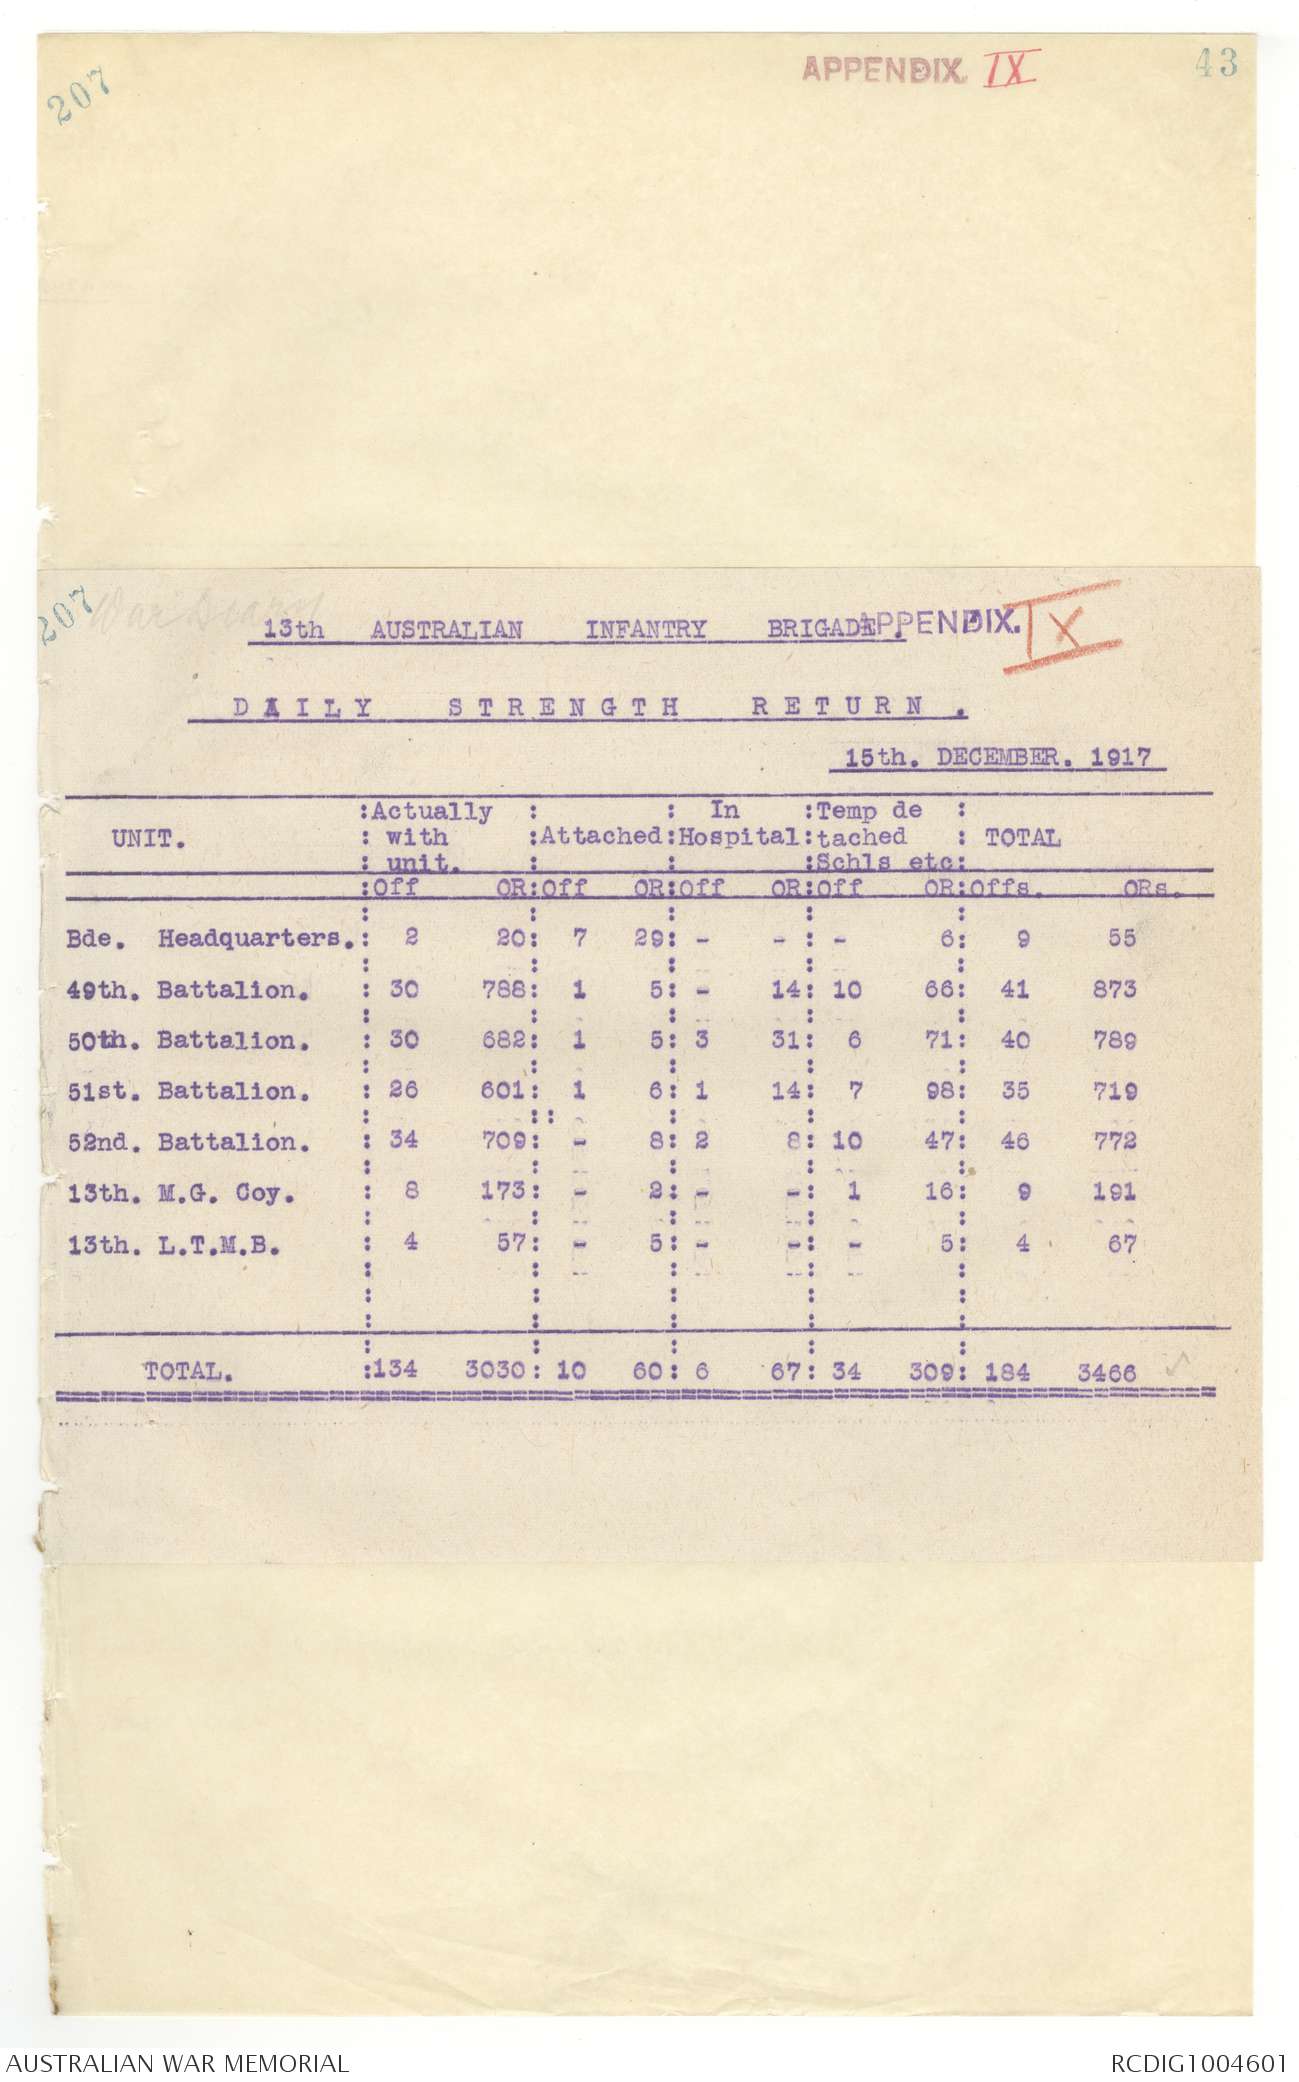 207
APPENDIX. IX
43
207
War Diary
13th AUSTRALIAN INFANTRY BRIGADE. APPENDIX. IX
DAILY STRENGTH RETURN.
15th. DECEMBER. 1917
:Actually : : In :Temp de :
UNIT. : with :Attached:Hospital:tached : TOTAL
: unit. : : :Schls etc:
:Off OR:Off OR:Off OR:Off OR:Offs. ORs.
Bde. Headquarters.: 2 20: 7 29: - - : - 6: 9 55
49th. Battalion. : 30 788: 1 5: - 14: 10 66: 41 873
50th. Battalion. : 30 682: 1 5: 3 31: 6 71: 40 789
51st. Battalion. : 26 601: 1 6: 1 14: 7 98: 35 719
52nd. Battalion. : 34 709: - 8: 2 8: 10 47: 46 772
13th. M.G. Coy. : 8 173: - 2: - -: 1 16: 9 191
13th. L.T.M.B. : 4 57: - 5: - -: - 5: 4 67
TOTAL. :134 3030: 10 60: 6 67: 34 309: 184 3466 ✓
AUSTRALIAN WAR MEMORIAL
RCDIG1004601